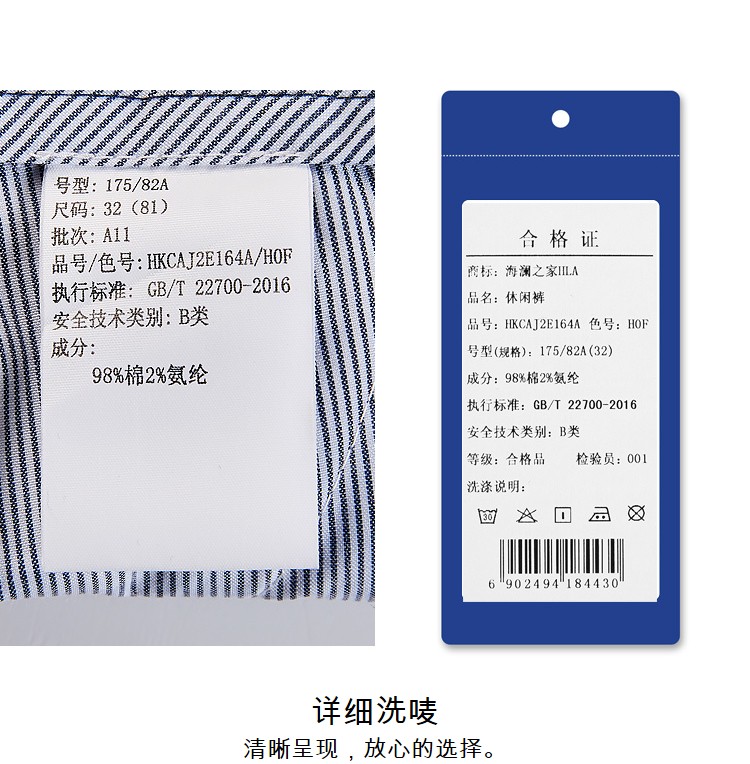 号型: 175/82A
尺码: 32 (81)
批次: A11
品号/色号: HKCAJ2E164A/H0F
执行标准: GB/T 22700-2016
安全技术类别: B类
成分:
98%棉2%氨纶
合格证
商标: 海澜之家HLA
品名: 休闲裤
品号: HKCAJ2E164A 色号: H0F
号型(规格): 175/82A(32)
成分: 98%棉2%氨纶
执行标准: GB/T 22700-2016
安全技术类别: B类
等级: 合格品 检验员: 001
洗涤说明:
30
6 902494 184430
详细洗唛
清晰呈现，放心的选择。